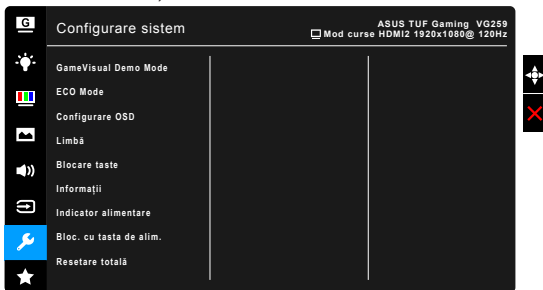 G
Configurare sistem
ASUS TUF Gaming VG259
Mod curse HDMI2 1920x1080@ 120Hz
GameVisual Demo Mode
ECO Mode
Configurare OSD
Limbă
Blocare taste
Informații
Indicator alimentare
Bloc. cu tasta de alim.
Resetare totală